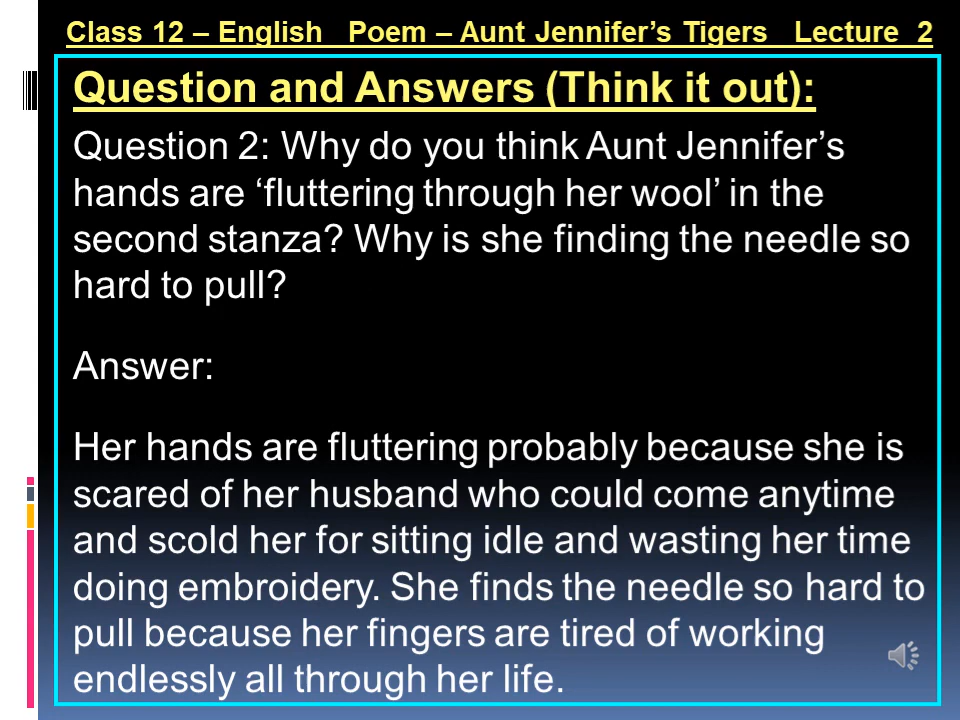 Class 12 – English   Poem – Aunt Jennifer’s Tigers   Lecture  2
Question and Answers (Think it out):
Question 2: Why do you think Aunt Jennifer’s
hands are ‘fluttering through her wool’ in the
second stanza? Why is she finding the needle so
hard to pull?
Answer:
Her hands are fluttering probably because she is
scared of her husband who could come anytime
and scold her for sitting idle and wasting her time
doing embroidery. She finds the needle so hard to
pull because her fingers are tired of working
endlessly all through her life.